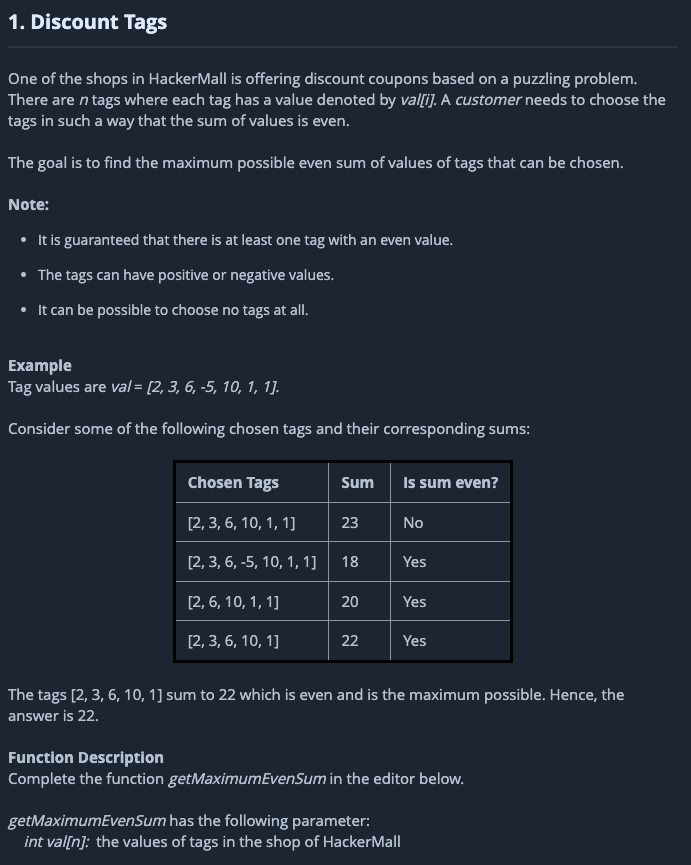 1. Discount Tags
One of the shops in HackerMall is offering discount coupons based on a puzzling problem.
There are n tags where each tag has a value denoted by val[i]. A customer needs to choose the
tags in such a way that the sum of values is even.
The goal is to find the maximum possible even sum of values of tags that can be chosen.
Note:
• It is guaranteed that there is at least one tag with an even value.
• The tags can have positive or negative values.
• It can be possible to choose no tags at all.
Example
Tag values are val = [2, 3, 6, -5, 10, 1, 1].
Consider some of the following chosen tags and their corresponding sums:
Chosen Tags Sum Is sum even?
[2, 3, 6, 10, 1, 1] 23 No
[2, 3, 6, -5, 10, 1, 1] 18 Yes
[2, 6, 10, 1, 1] 20 Yes
[2, 3, 6, 10, 1] 22 Yes
The tags [2, 3, 6, 10, 1] sum to 22 which is even and is the maximum possible. Hence, the
answer is 22.
Function Description
Complete the function getMaximumEvenSum in the editor below.
getMaximumEvenSum has the following parameter:
int val[n]: the values of tags in the shop of HackerMall